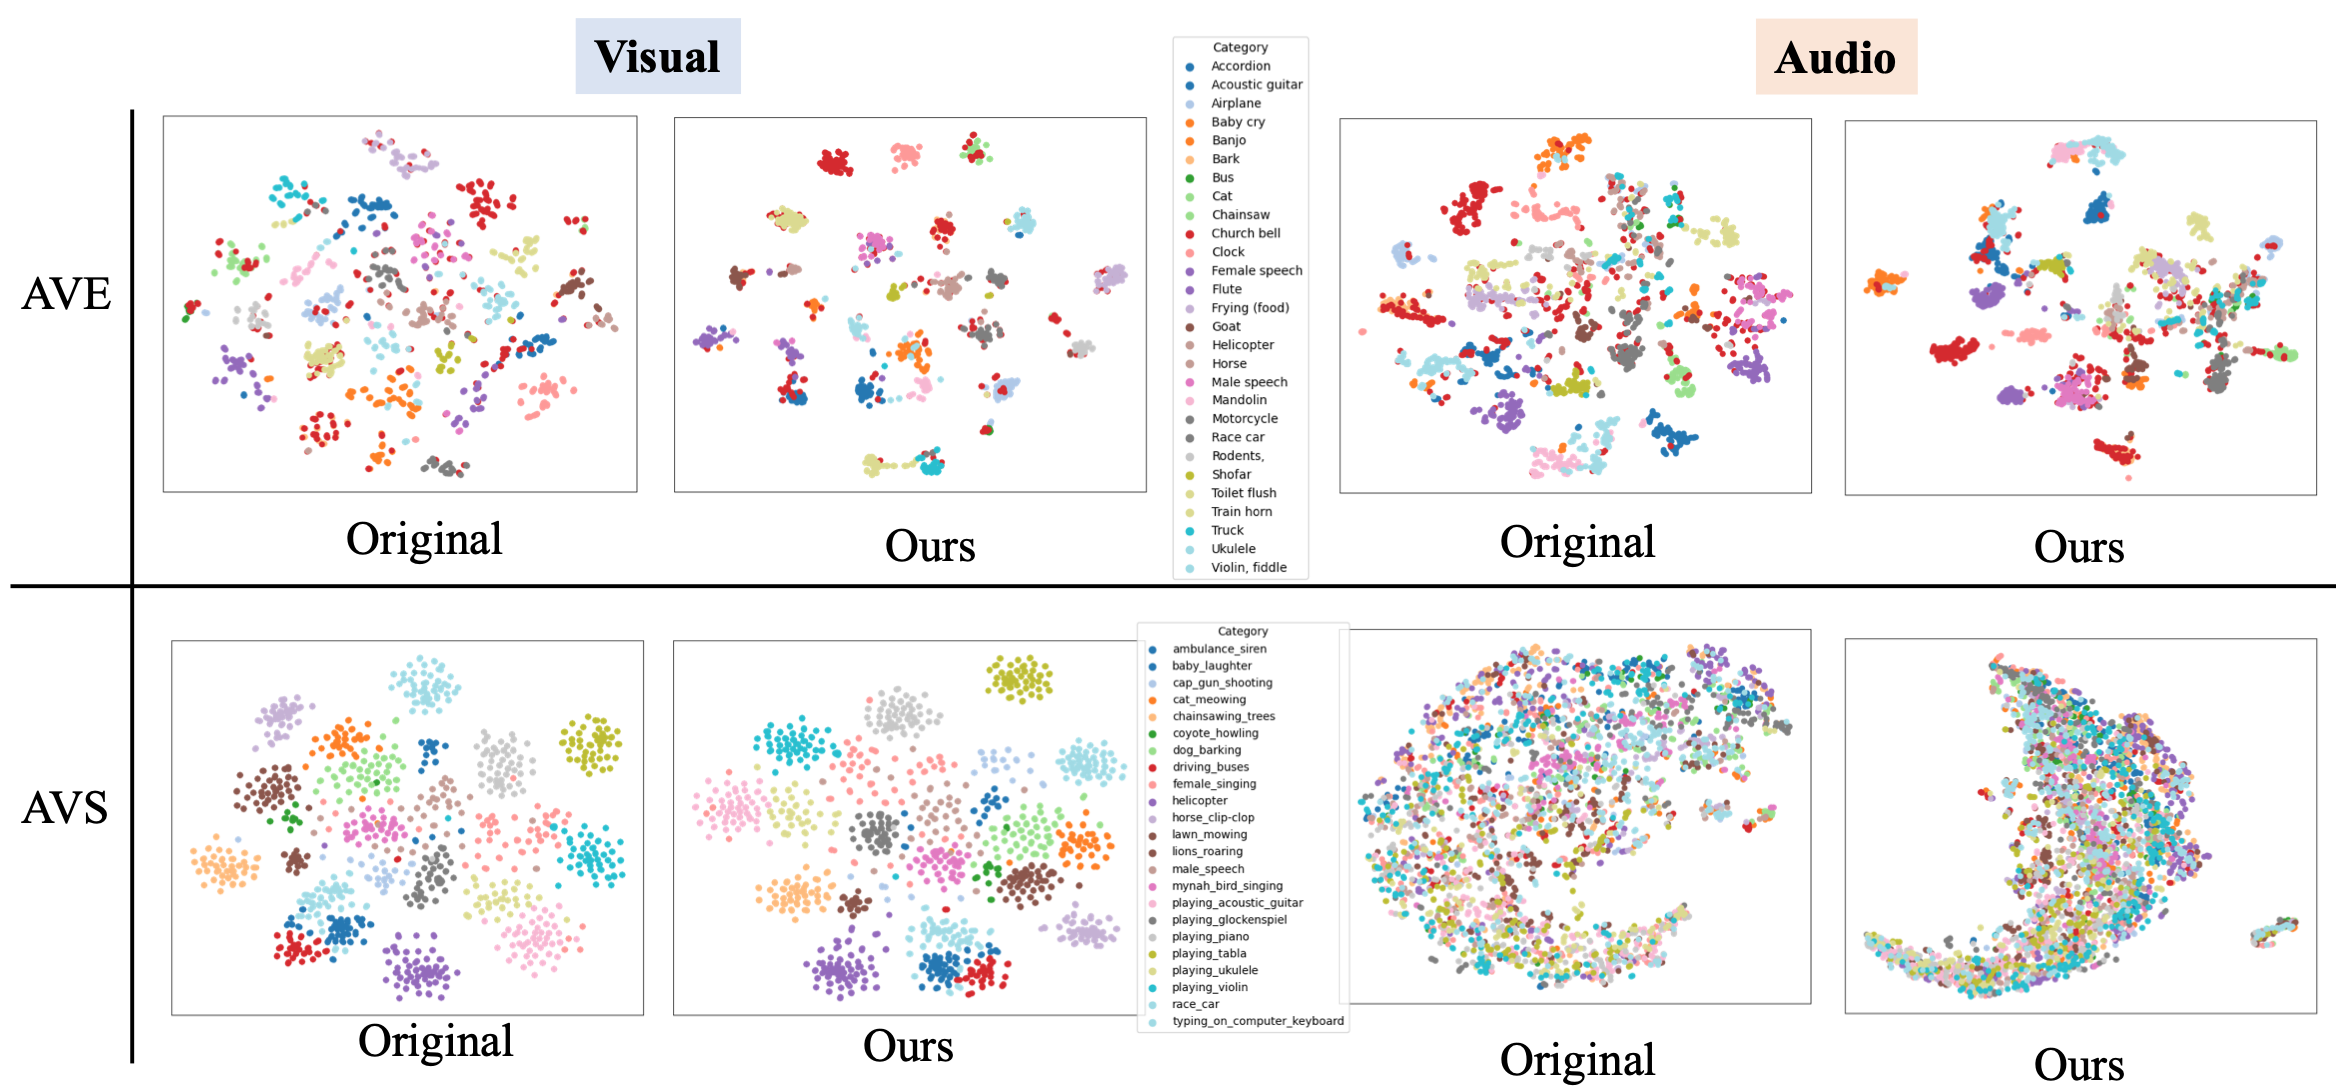 Visual
Audio
Category
Accordion
Acoustic guitar
Airplane
Baby cry
Banjo
Bark
Bus
Cat
Chainsaw
Church bell
Clock
Female speech
Flute
Frying (food)
Goat
Helicopter
Horse
Male speech
Mandolin
Motorcycle
Race car
Rodents,
Shofar
Toilet flush
Train horn
Truck
Ukulele
Violin, fiddle
AVE
Original
Ours
Original
Ours
Category
ambulance_siren
baby_laughter
cap_gun_shooting
cat_meowing
chainsawing_trees
coyote_howling
dog_barking
driving_buses
female_singing
helicopter
horse_clip-clop
lawn_mowing
lions_roaring
male_speech
mynah_bird_singing
playing_acoustic_guitar
playing_glockenspiel
playing_piano
playing_tabla
playing_ukulele
playing_violin
race_car
typing_on_computer_keyboard
AVS
Original
Ours
Original
Ours